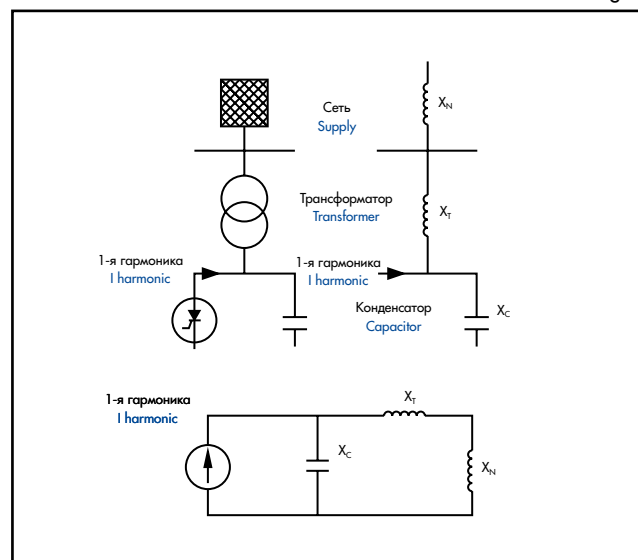 Сеть
Supply
X_N
Трансформатор
Transformer
X_T
1-я гармоника
I harmonic
1-я гармоника
I harmonic
Конденсатор
Capacitor
X_C
1-я гармоника
I harmonic
X_T
X_C
X_N